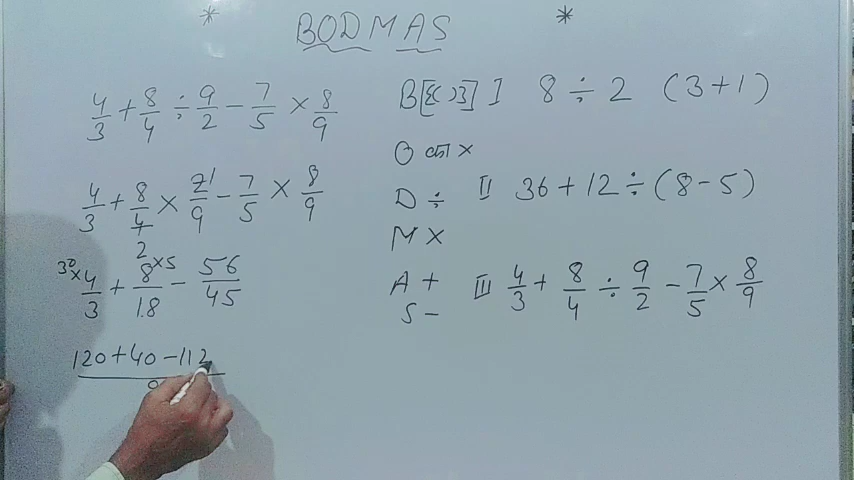 * BODMAS *
4/3 + 8/4 ÷ 9/2 - 7/5 × 8/9
4/3 + 8/4 × 2/9 - 7/5 × 8/9
1
2
30× 4/3 + 8/18 ×5 - 56/45
120+40-112
B[{( )}]
O of ×
D ÷
M ×
A +
S -
I 8 ÷ 2 (3+1)
II 36 + 12 ÷ (8-5)
III 4/3 + 8/4 ÷ 9/2 - 7/5 × 8/9